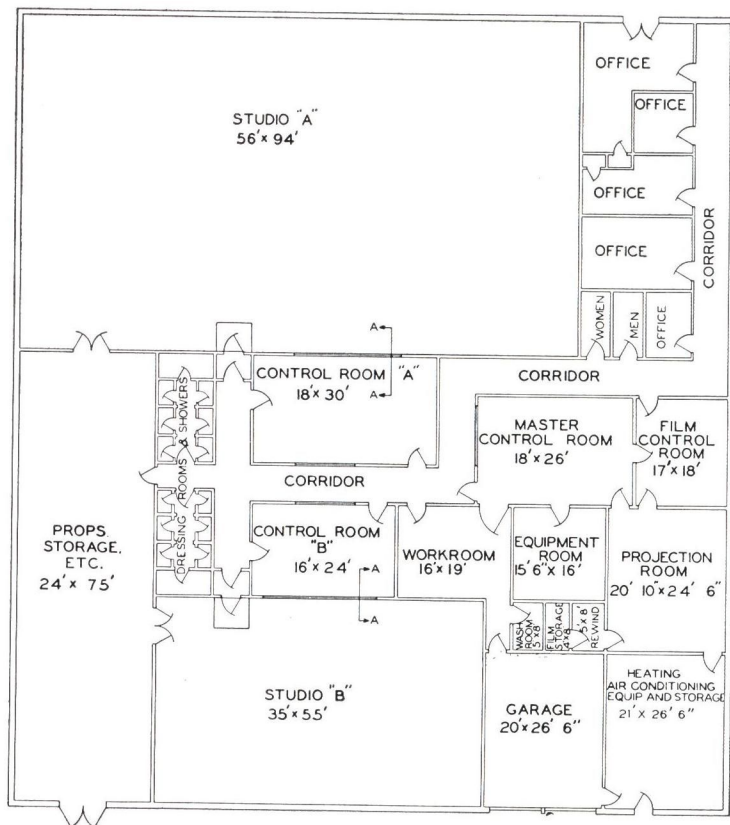 STUDIO "A"
56' x 94'
OFFICE
OFFICE
OFFICE
OFFICE
CORRIDOR
WOMEN
MEN
OFFICE
A
A
CONTROL ROOM "A"
18' x 30'
CORRIDOR
DRESSING ROOMS & SHOWERS
MASTER
CONTROL ROOM
18' x 26'
FILM
CONTROL
ROOM
17' x 18'
CORRIDOR
PROPS.
STORAGE,
ETC.
24' x 75'
CONTROL ROOM
"B"
16' x 24'
A
A
WORKROOM
16' x 19'
EQUIPMENT
ROOM
15' 6" x 16'
PROJECTION
ROOM
20' 10" x 24' 6"
WASH
ROOM
5 x 8'
FILM
STORAGE
4 x 8'
5' x 8'
REWIND
STUDIO "B"
35' x 55'
GARAGE
20' x 26' 6"
HEATING
AIR CONDITIONING
EQUIP AND STORAGE
21' x 26' 6"